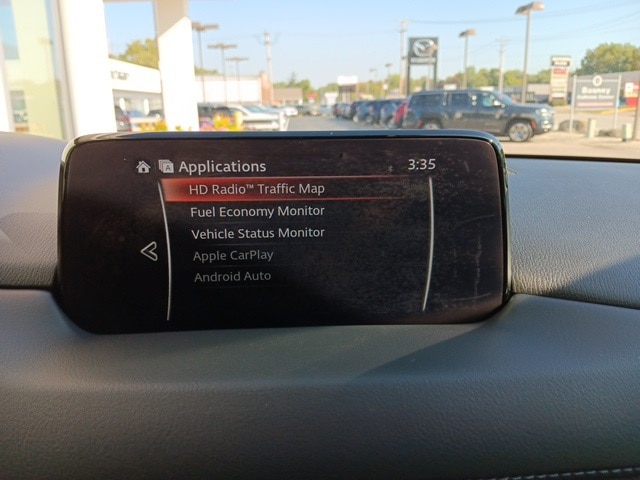 Applications
3:35
HD Radio™ Traffic Map
Fuel Economy Monitor
Vehicle Status Monitor
Apple CarPlay
Android Auto